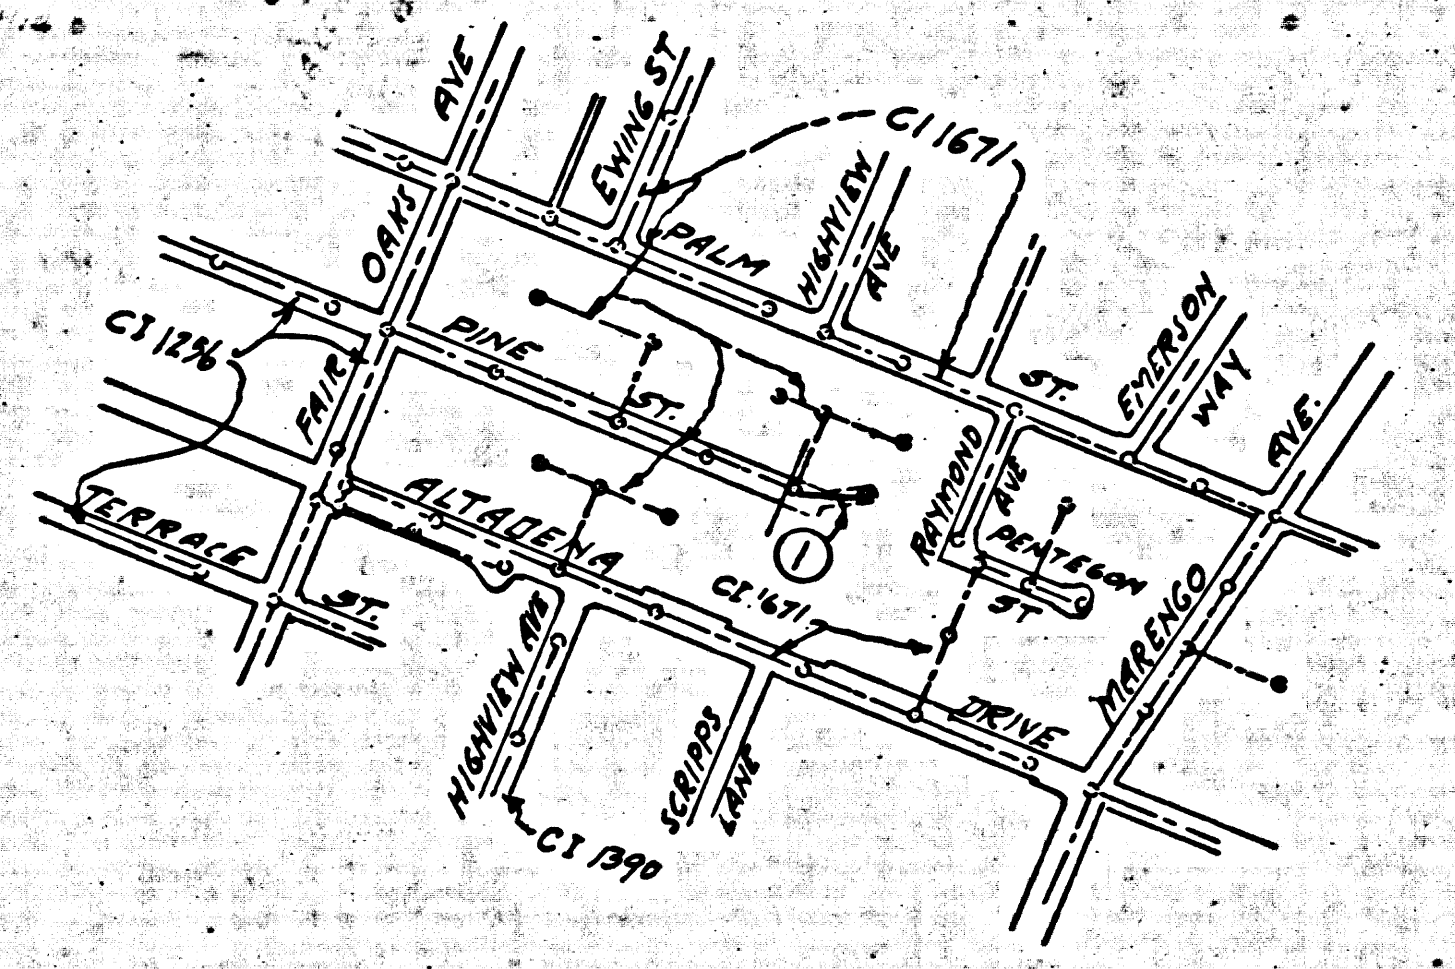 AVE
OAKS
FAIR
EWING ST
CI 1671
PALM
ST.
HIGHVIEW
AVE
EMERSON
WAY
AVE.
MARENGO
CI 1256
PINE
ST.
RAYMOND
AVE
PENTEGON
ST
TERRACE
ST.
ALTADENA
DRIVE
1
CI. 1671
HIGHVIEW AVE
SCRIPPS
LANE
CI 1390